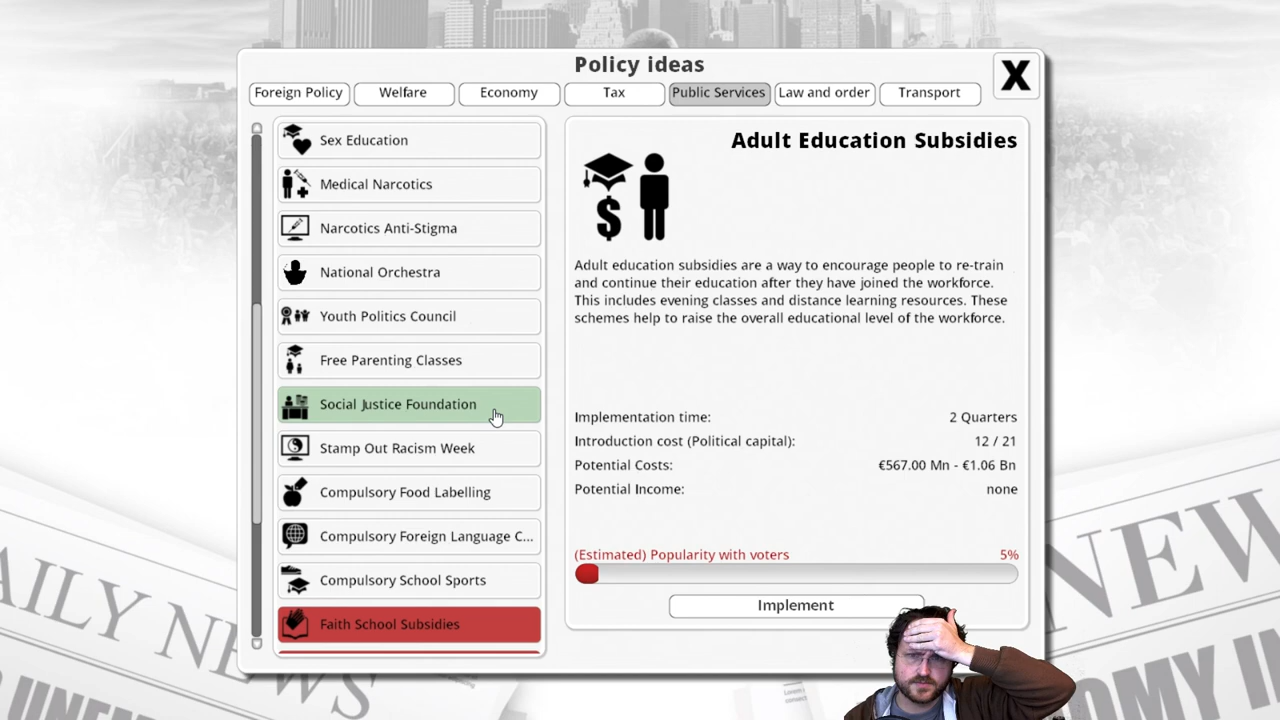 Policy ideas
X
Foreign Policy
Welfare
Economy
Tax
Public Services
Law and order
Transport
Sex Education
Medical Narcotics
Narcotics Anti-Stigma
National Orchestra
Youth Politics Council
Free Parenting Classes
Social Justice Foundation
Stamp Out Racism Week
Compulsory Food Labelling
Compulsory Foreign Language C...
Compulsory School Sports
Faith School Subsidies
Adult Education Subsidies
$
Adult education subsidies are a way to encourage people to re-train
and continue their education after they have joined the workforce.
This includes evening classes and distance learning resources. These
schemes help to raise the overall educational level of the workforce.
Implementation time: 2 Quarters
Introduction cost (Political capital): 12 / 21
Potential Costs: €567.00 Mn - €1.06 Bn
Potential Income: none
(Estimated) Popularity with voters 5%
Implement
AILY NEWS
NEW